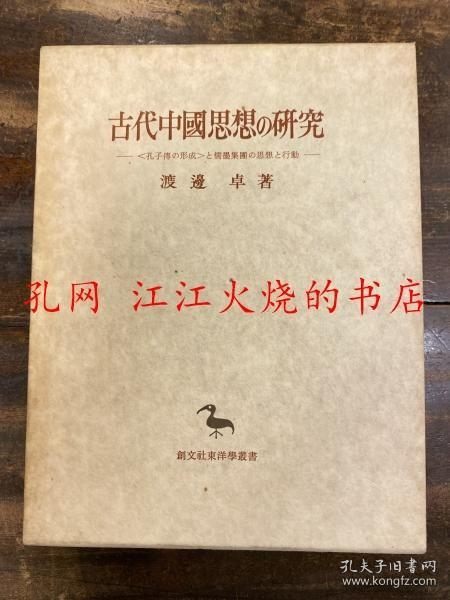 古代中國思想の研究
―＜孔子傳の形成＞と儒墨集團の思想と行動―
渡邊 卓著
孔网 江江火烧的书店
創文社東洋學叢書
孔夫子旧书网
www.kongfz.com